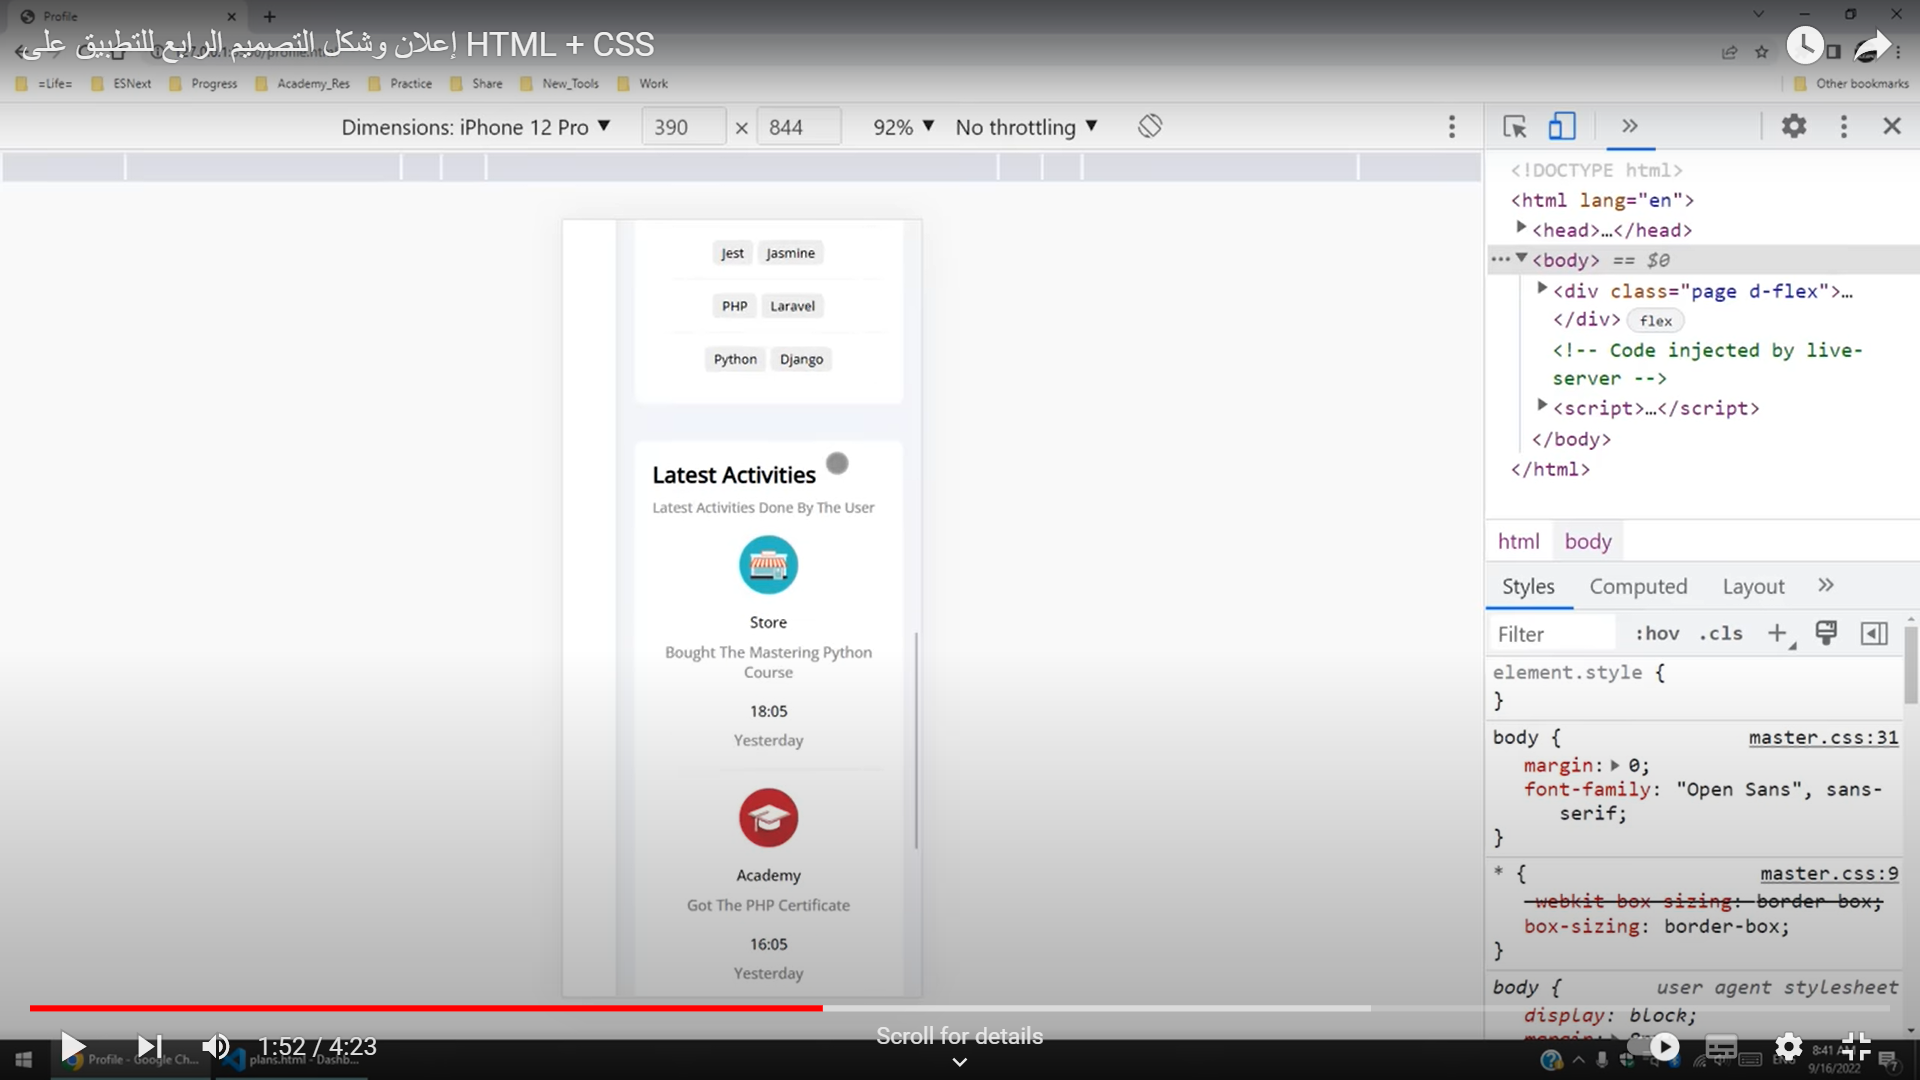 Profile
إعلان وشكل التصميم الرابع للتطبيق على HTML + CSS
=Life=
ESNext
Progress
Academy_Res
Practice
Share
New_Tools
Work
Other bookmarks
Dimensions: iPhone 12 Pro
390 × 844
92%
No throttling
Jest Jasmine
PHP Laravel
Python Django
Latest Activities
Latest Activities Done By The User
Store
Bought The Mastering Python
Course
18:05
Yesterday
Academy
Got The PHP Certificate
16:05
Yesterday
<!DOCTYPE html>
<html lang="en">
<head>…</head>
<body> == $0
<div class="page d-flex">…
</div> flex
<!-- Code injected by live-
server -->
<script>…</script>
</body>
</html>
html body
Styles Computed Layout
Filter :hov .cls
element.style {
}
body { master.css:31
margin: 0;
font-family: "Open Sans", sans-
serif;
}
* { master.css:9
-webkit-box-sizing: border-box;
box-sizing: border-box;
}
body { user agent stylesheet
display: block;
Scroll for details
1:52 / 4:23
Profile - Google Ch...
plans.html - Dashb...
8:41 AM
9/16/2022